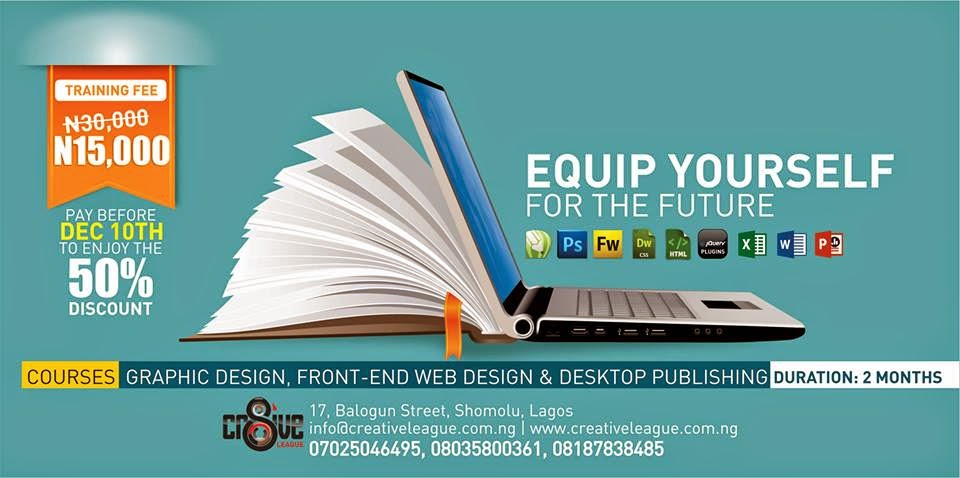 TRAINING FEE
N30,000
N15,000
PAY BEFORE
DEC 10TH
TO ENJOY THE
50%
DISCOUNT
EQUIP YOURSELF
FOR THE FUTURE
Ps Fw Dw CSS </> HTML jQuery PLUGINS X W P
COURSES GRAPHIC DESIGN, FRONT-END WEB DESIGN & DESKTOP PUBLISHING DURATION: 2 MONTHS
cr8ive LEAGUE
17, Balogun Street, Shomolu, Lagos
info@creativeleague.com.ng | www.creativeleague.com.ng
07025046495, 08035800361, 08187838485